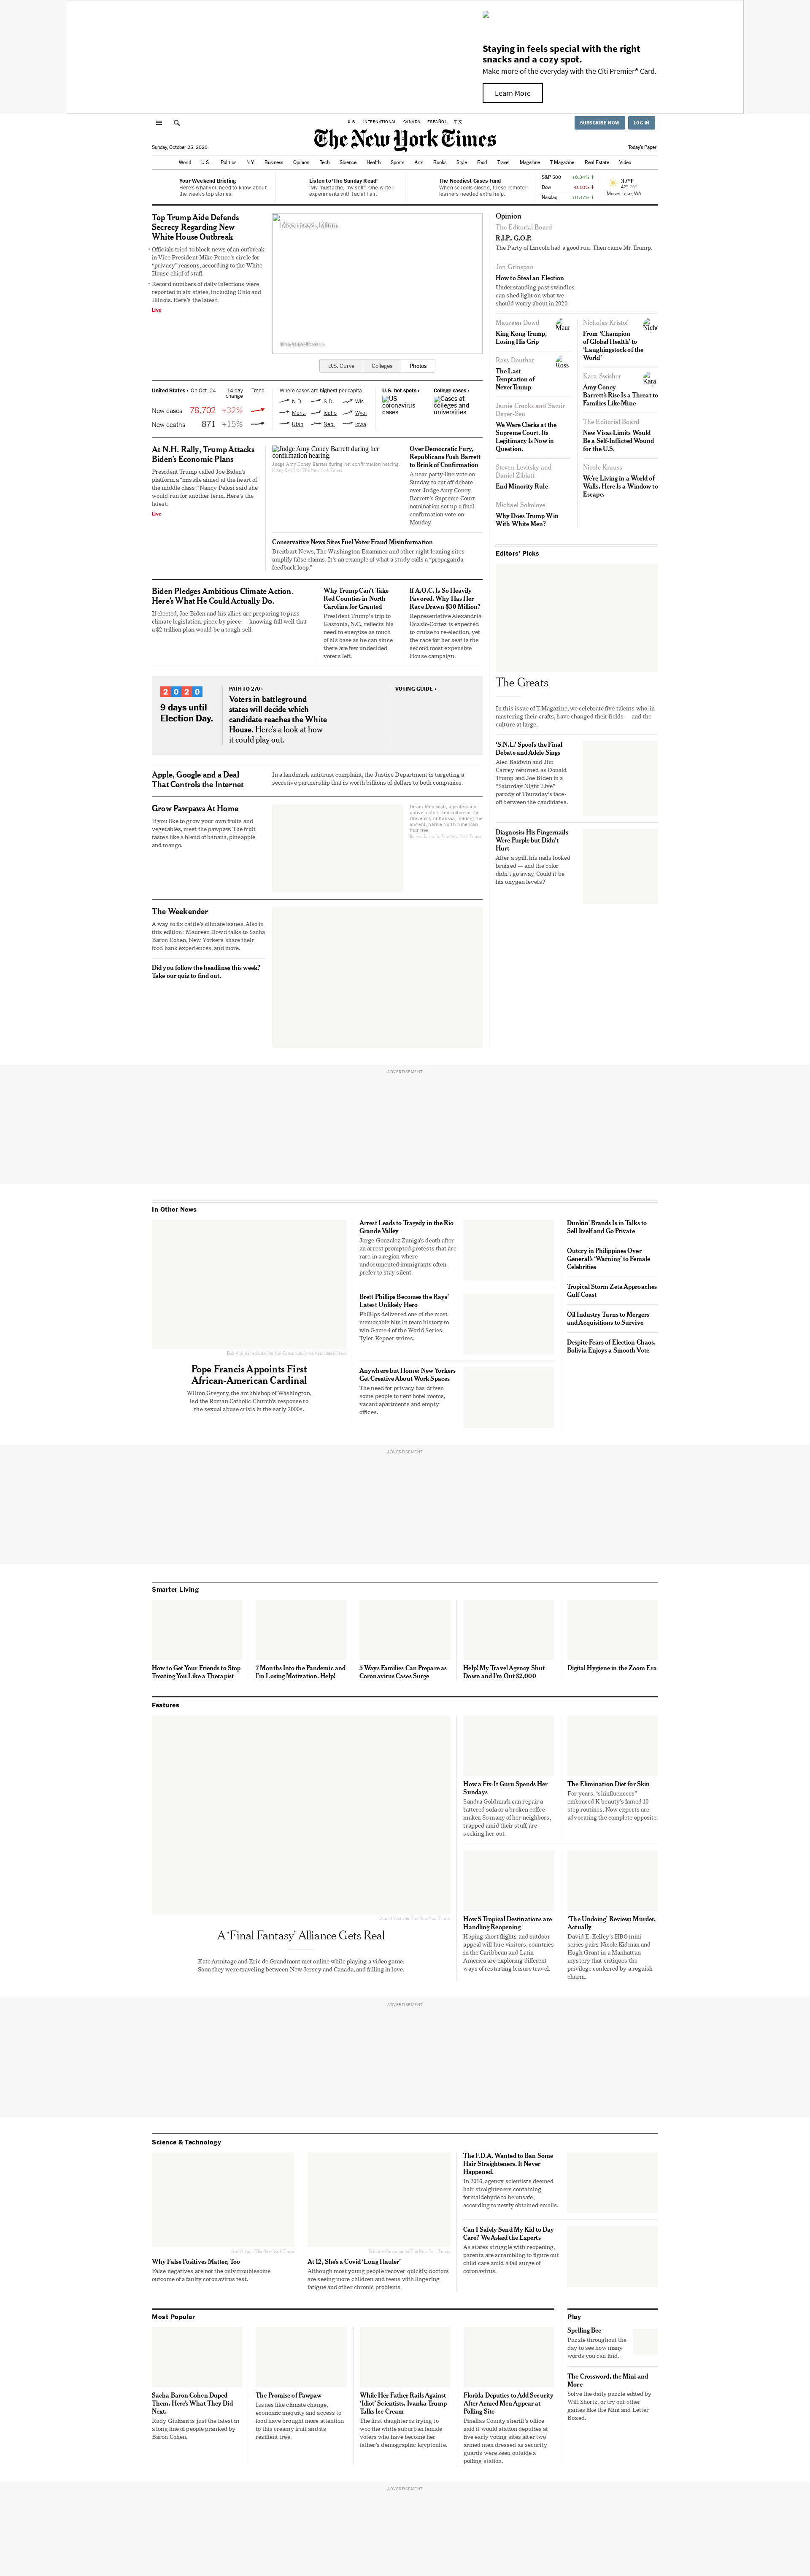 Staying in feels special with the right
snacks and a cozy spot.
Make more of the everyday with the Citi Premier® Card.
Learn More
U.S. INTERNATIONAL CANADA ESPAÑOL 中文
SUBSCRIBE NOW LOG IN
The New York Times
Sunday, October 25, 2020
Today's Paper
World U.S. Politics N.Y. Business Opinion Tech Science Health Sports Arts Books Style Food Travel Magazine T Magazine Real Estate Video
Your Weekend Briefing
Here's what you need to know about
the week's top stories.
Listen to 'The Sunday Read'
'My mustache, my self': One writer
experiments with facial hair.
The Neediest Cases Fund
When schools closed, these remote
learners needed extra help.
S&P 500 +0.34% ↑
Dow -0.10% ↓
Nasdaq +0.37% ↑
37°F
Moses Lake, WA
Top Trump Aide Defends
Secrecy Regarding New
White House Outbreak
Officials tried to block news of an outbreak
in Vice President Mike Pence's circle for
"privacy" reasons, according to the White
House chief of staff.
Record numbers of daily infections were
reported in six states, including Ohio and
Illinois. Here's the latest.
Live
Moorhead, Minn.
U.S. Curve Colleges Photos
United States › On Oct. 24 14-day
change Trend
New cases 78,702 +32%
New deaths 871 +15%
Where cases are highest per capita
N.D. S.D. Wis.
Mont. Idaho Wyo.
Utah Neb. Iowa
U.S. hot spots ›
US
coronavirus
cases
College cases ›
Cases at
colleges and
universities
At N.H. Rally, Trump Attacks
Biden's Economic Plans
President Trump called Joe Biden's
platform a "missile aimed at the heart of
the middle class." Nancy Pelosi said she
would run for another term. Here's the
latest.
Live
Judge Amy Coney Barrett during her
confirmation hearing.
Judge Amy Coney Barrett during her confirmation hearing.
Over Democratic Fury,
Republicans Push Barrett
to Brink of Confirmation
A near party-line vote on
Sunday to cut off debate
over Judge Amy Coney
Barrett's Supreme Court
nomination set up a final
confirmation vote on
Monday.
Conservative News Sites Fuel Voter Fraud Misinformation
Breitbart News, The Washington Examiner and other right-leaning sites
amplify false claims. It's an example of what a study calls a "propaganda
feedback loop."
Biden Pledges Ambitious Climate Action.
Here's What He Could Actually Do.
If elected, Joe Biden and his allies are preparing to pass
climate legislation, piece by piece — knowing full well that
a $2 trillion plan would be a tough sell.
Why Trump Can't Take
Red Counties in North
Carolina for Granted
President Trump's trip to
Gastonia, N.C., reflects his
need to energize as much
of his base as he can since
there are few undecided
voters left.
If A.O.C. Is So Heavily
Favored, Why Has Her
Race Drawn $30 Million?
Representative Alexandria
Ocasio-Cortez is expected
to cruise to re-election, yet
the race for her seat is the
second most expensive
House campaign.
2020
9 days until
Election Day.
PATH TO 270 ›
Voters in battleground
states will decide which
candidate reaches the White
House. Here's a look at how
it could play out.
VOTING GUIDE ›
Apple, Google and a Deal
That Controls the Internet
In a landmark antitrust complaint, the Justice Department is targeting a
secretive partnership that is worth billions of dollars to both companies.
Grow Pawpaws At Home
If you like to grow your own fruits and
vegetables, meet the pawpaw. The fruit
tastes like a blend of banana, pineapple
and mango.
Devon Mihesuah, a professor of
native history and culture at the
University of Kansas, holding the
ancient, native North American
fruit tree.
The Weekender
A way to fix cattle's climate issues. Also in
this edition: Maureen Dowd talks to Sacha
Baron Cohen, New Yorkers share their
food bank experiences, and more.
Did you follow the headlines this week?
Take our quiz to find out.
Opinion
The Editorial Board
R.I.P., G.O.P.
The Party of Lincoln had a good run. Then came Mr. Trump.
Jon Grinspan
How to Steal an Election
Understanding past swindles
can shed light on what we
should worry about in 2020.
Maureen Dowd
King Kong Trump,
Losing His Grip
Ross Douthat
The Last
Temptation of
NeverTrump
Jamie Crooks and Samir
Deger-Sen
We Were Clerks at the
Supreme Court. Its
Legitimacy Is Now in
Question.
Steven Levitsky and
Daniel Ziblatt
End Minority Rule
Michael Sokolove
Why Does Trump Win
With White Men?
Nicholas Kristof
From 'Champion
of Global Health' to
'Laughingstock of the
World'
Kara Swisher
Amy Coney
Barrett's Rise Is a Threat to
Families Like Mine
The Editorial Board
New Visas Limits Would
Be a Self-Inflicted Wound
for the U.S.
Nicole Krauss
We're Living in a World of
Walls. Here Is a Window to
Escape.
Editors' Picks
The Greats
In this issue of T Magazine, we celebrate five talents who, in
mastering their crafts, have changed their fields — and the
culture at large.
'S.N.L.' Spoofs the Final
Debate and Adele Sings
Alec Baldwin and Jim
Carrey returned as Donald
Trump and Joe Biden in a
"Saturday Night Live"
parody of Thursday's face-
off between the candidates.
Diagnosis: His Fingernails
Were Purple but Didn't
Hurt
After a spill, his nails looked
bruised — and the color
didn't go away. Could it be
his oxygen levels?
ADVERTISEMENT
In Other News
Pope Francis Appoints First
African-American Cardinal
Wilton Gregory, the archbishop of Washington,
led the Roman Catholic Church's response to
the sexual abuse crisis in the early 2000s.
Arrest Leads to Tragedy in the Rio
Grande Valley
Jorge Gonzalez Zuniga's death after
an arrest prompted protests that are
rare in a region where
undocumented immigrants often
prefer to stay silent.
Brett Phillips Becomes the Rays'
Latest Unlikely Hero
Phillips delivered one of the most
memorable hits in team history to
win Game 4 of the World Series,
Tyler Kepner writes.
Anywhere but Home: New Yorkers
Get Creative About Work Spaces
The need for privacy has driven
some people to rent hotel rooms,
vacant apartments and empty
offices.
Dunkin' Brands Is in Talks to
Sell Itself and Go Private
Outcry in Philippines Over
General's 'Warning' to Female
Celebrities
Tropical Storm Zeta Approaches
Gulf Coast
Oil Industry Turns to Mergers
and Acquisitions to Survive
Despite Fears of Election Chaos,
Bolivia Enjoys a Smooth Vote
ADVERTISEMENT
Smarter Living
How to Get Your Friends to Stop
Treating You Like a Therapist
7 Months Into the Pandemic and
I'm Losing Motivation. Help!
5 Ways Families Can Prepare as
Coronavirus Cases Surge
Help! My Travel Agency Shut
Down and I'm Out $2,000
Digital Hygiene in the Zoom Era
Features
A 'Final Fantasy' Alliance Gets Real
Kate Armitage and Eric de Grandmont met online while playing a video game.
Soon they were traveling between New Jersey and Canada, and falling in love.
How a Fix-It Guru Spends Her
Sundays
Sandra Goldmark can repair a
tattered sofa or a broken coffee
maker. So many of her neighbors,
trapped amid their stuff, are
seeking her out.
The Elimination Diet for Skin
For years, "skinfluencers"
embraced K-beauty's famed 10-
step routines. Now experts are
advocating the complete opposite.
How 5 Tropical Destinations are
Handling Reopening
Hoping short flights and outdoor
appeal will lure visitors, countries
in the Caribbean and Latin
America are exploring different
ways of restarting leisure travel.
'The Undoing' Review: Murder,
Actually
David E. Kelley's HBO mini-
series pairs Nicole Kidman and
Hugh Grant in a Manhattan
mystery that critiques the
privilege conferred by a roguish
charm.
ADVERTISEMENT
Science & Technology
Why False Positives Matter, Too
False negatives are not the only troublesome
outcome of a faulty coronavirus test.
At 12, She's a Covid 'Long Hauler'
Although most young people recover quickly, doctors
are seeing more children and teens with lingering
fatigue and other chronic problems.
The F.D.A. Wanted to Ban Some
Hair Straighteners. It Never
Happened.
In 2016, agency scientists deemed
hair straighteners containing
formaldehyde to be unsafe,
according to newly obtained emails.
Can I Safely Send My Kid to Day
Care? We Asked the Experts
As states struggle with reopening,
parents are scrambling to figure out
child care amid a fall surge of
coronavirus.
Most Popular
Sacha Baron Cohen Duped
Them. Here's What They Did
Next.
Rudy Giuliani is just the latest in
a long line of people pranked by
Baron Cohen.
The Promise of Pawpaw
Issues like climate change,
economic inequity and access to
food have brought more attention
to this creamy fruit and its
resilient tree.
While Her Father Rails Against
'Idiot' Scientists, Ivanka Trump
Talks Ice Cream
The first daughter is trying to
woo the white suburban female
voters who have become her
father's demographic kryptonite.
Florida Deputies to Add Security
After Armed Men Appear at
Polling Site
Pinellas County sheriff's office
said it would station deputies at
five early voting sites after two
armed men dressed as security
guards were seen outside a
polling station.
Play
Spelling Bee
Puzzle throughout the
day to see how many
words you can find.
The Crossword, the Mini and
More
Solve the daily puzzle edited by
Will Shortz, or try out other
games like the Mini and Letter
Boxed.
ADVERTISEMENT